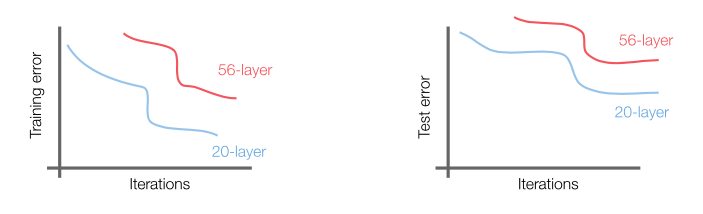 Training error
56-layer
20-layer
Iterations
Test error
56-layer
20-layer
Iterations